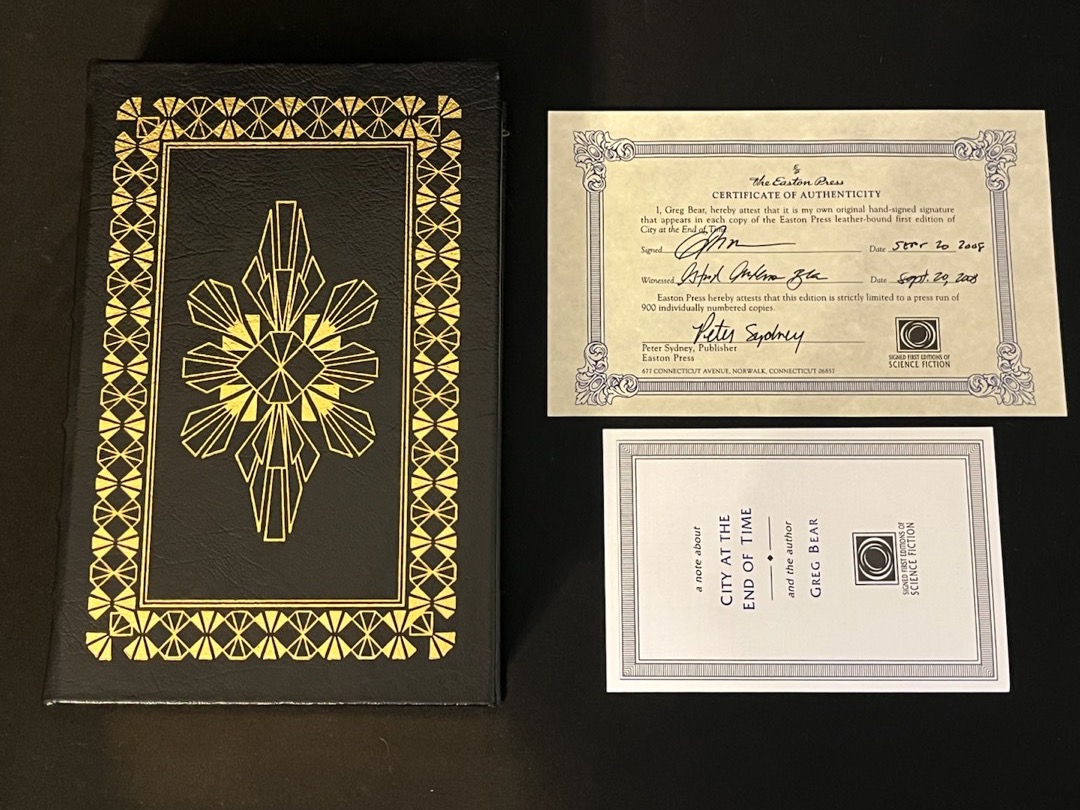 The Easton Press
CERTIFICATE OF AUTHENTICITY
I, Greg Bear, hereby attest that it is my own original hand-signed signature
that appears in each copy of the Easton Press leather-bound first edition of
City at the End of Time.
Signed Date SEPT 20 2008
Witnessed Date Sept. 20, 2008
Easton Press hereby attests that this edition is strictly limited to a press run of
900 individually numbered copies.
Peter Sydney
Peter Sydney, Publisher
Easton Press
677 CONNECTICUT AVENUE, NORWALK, CONNECTICUT 06857
SIGNED FIRST EDITIONS OF
SCIENCE FICTION
a note about
CITY AT THE
END OF TIME
and the author
GREG BEAR
SIGNED FIRST EDITIONS OF
SCIENCE FICTION